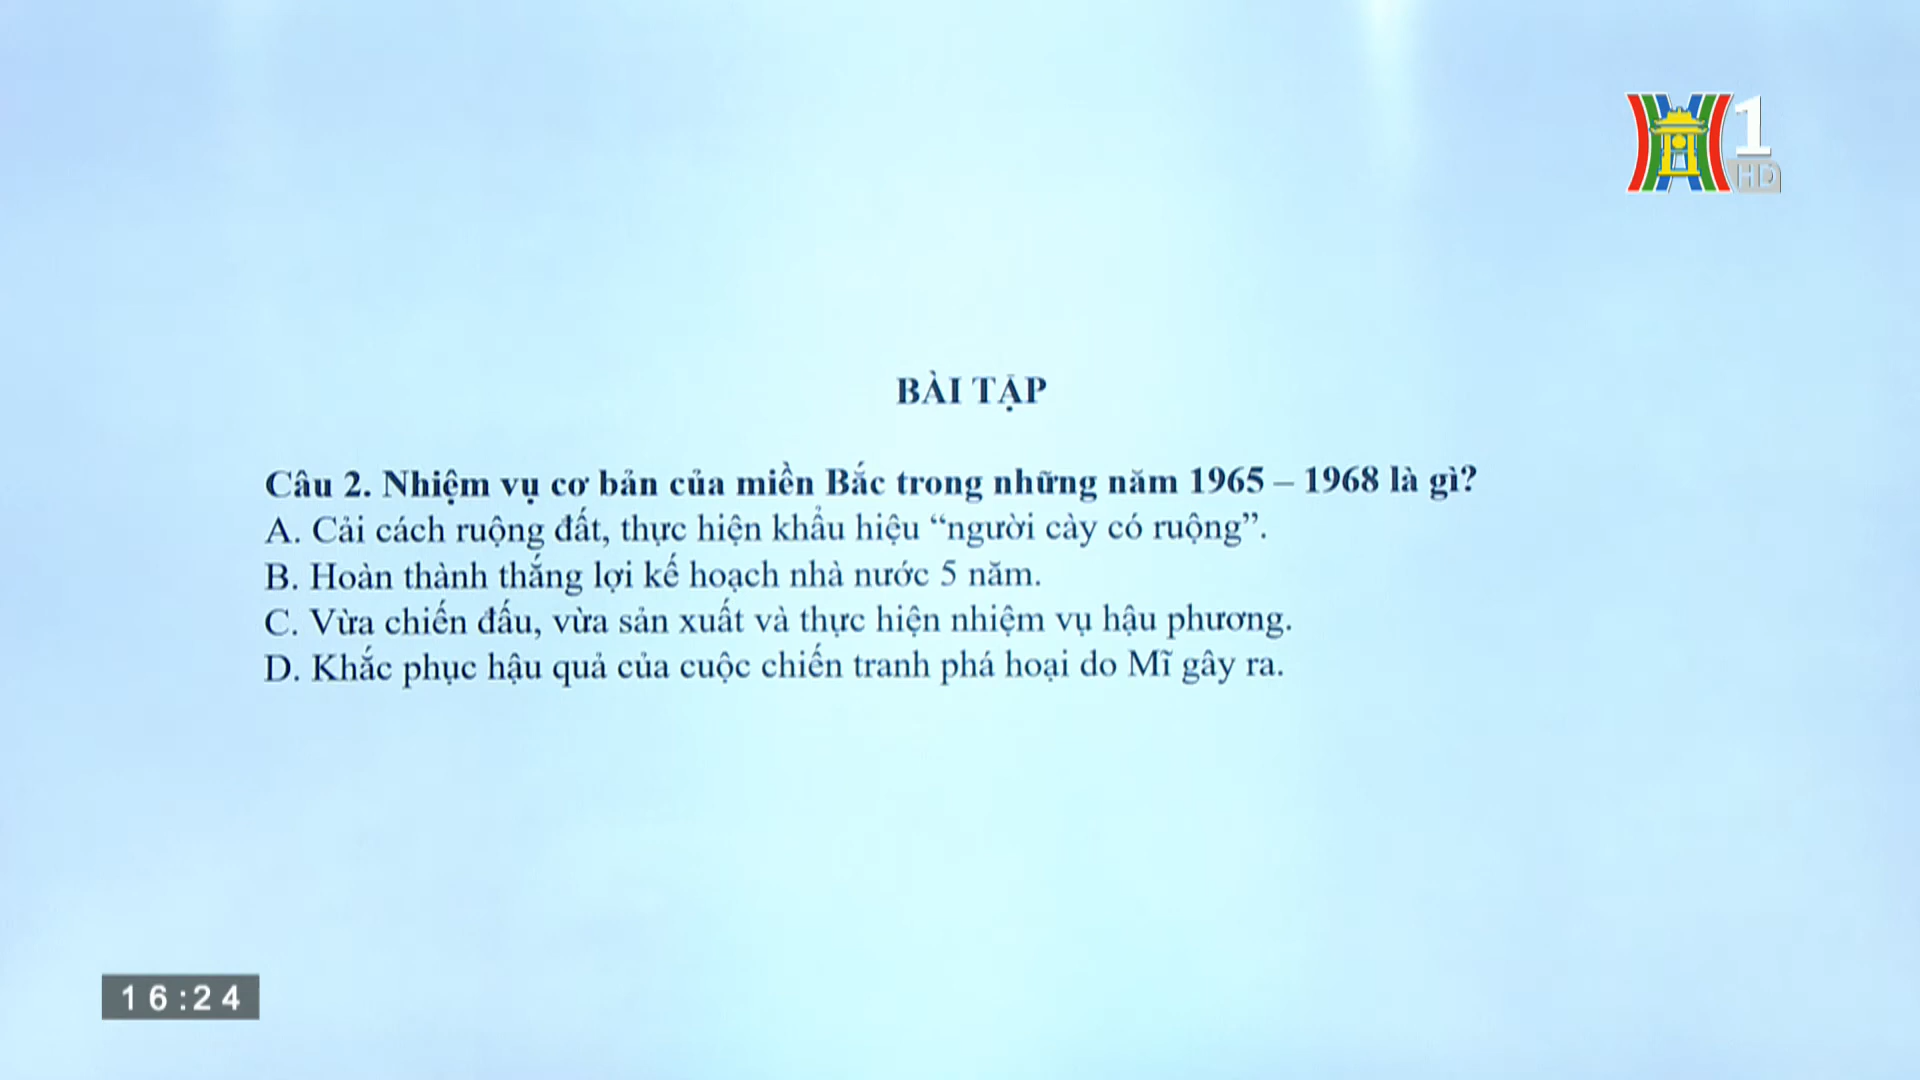 1
HD
BÀI TẬP
Câu 2. Nhiệm vụ cơ bản của miền Bắc trong những năm 1965 – 1968 là gì?
A. Cải cách ruộng đất, thực hiện khẩu hiệu “người cày có ruộng”.
B. Hoàn thành thắng lợi kế hoạch nhà nước 5 năm.
C. Vừa chiến đấu, vừa sản xuất và thực hiện nhiệm vụ hậu phương.
D. Khắc phục hậu quả của cuộc chiến tranh phá hoại do Mĩ gây ra.
16:24